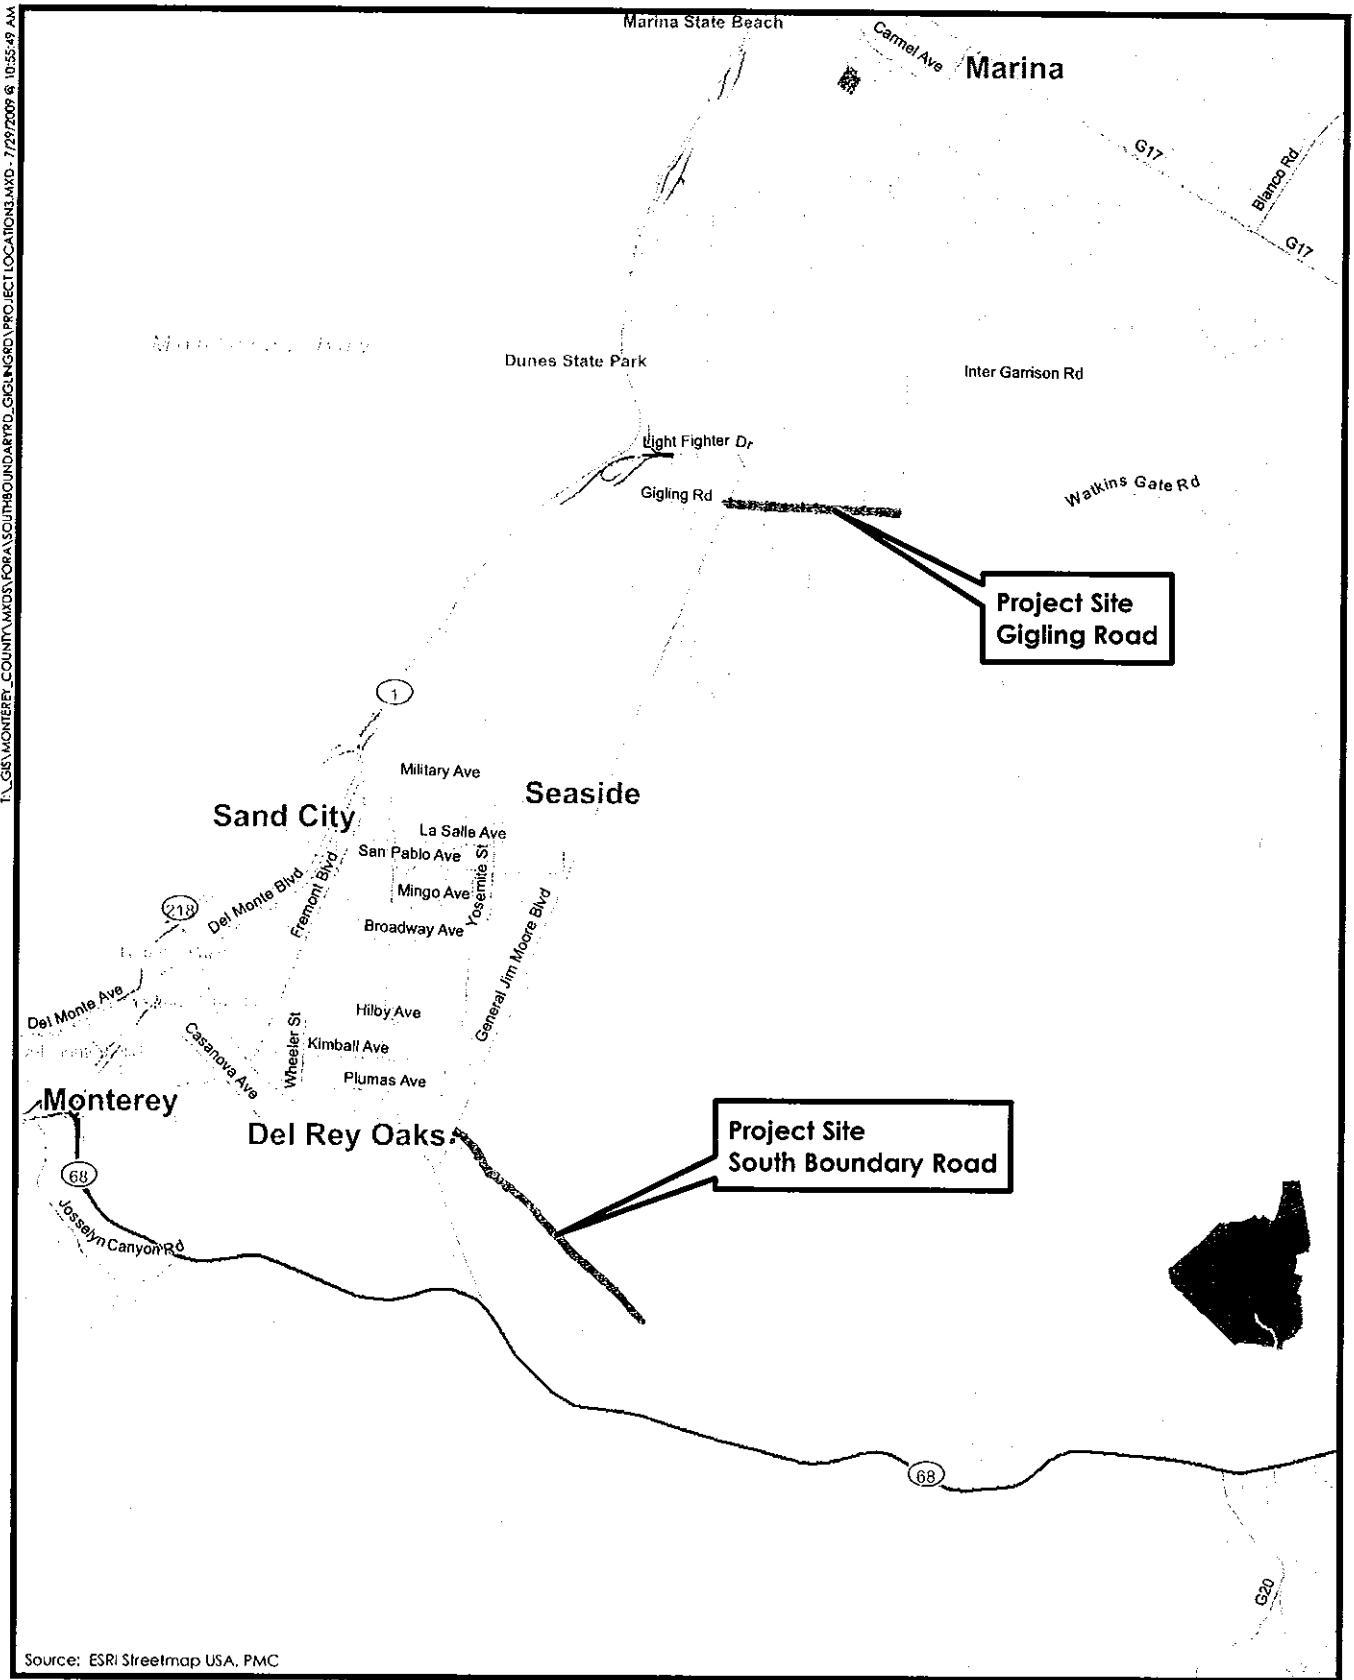 T:\_GIS\MONTEREY_COUNTY\MXDS\FORA\SOUTHBOUNDARYRD_GIGLINGRD\PROJECT LOCATION3.MXD - 7/29/2009 @ 10:55:49 AM
Marina State Beach
Carmel Ave
Marina
G17
Blanco Rd
G17
Monterey Bay
Dunes State Park
Inter Garrison Rd
Light Fighter Dr
Gigling Rd
Watkins Gate Rd
Project Site
Gigling Road
1
Military Ave
Seaside
Sand City
La Salle Ave
San Pablo Ave
Yosemite St
Mingo Ave
Fremont Blvd
Del Monte Blvd
218
Broadway Ave
General Jim Moore Blvd
Del Monte Ave
Hilby Ave
Casanova Ave
Wheeler St
Kimball Ave
Plumas Ave
Monterey
Del Rey Oaks
Project Site
South Boundary Road
68
Josselyn Canyon Rd
68
G20
Source: ESRI Streetmap USA, PMC